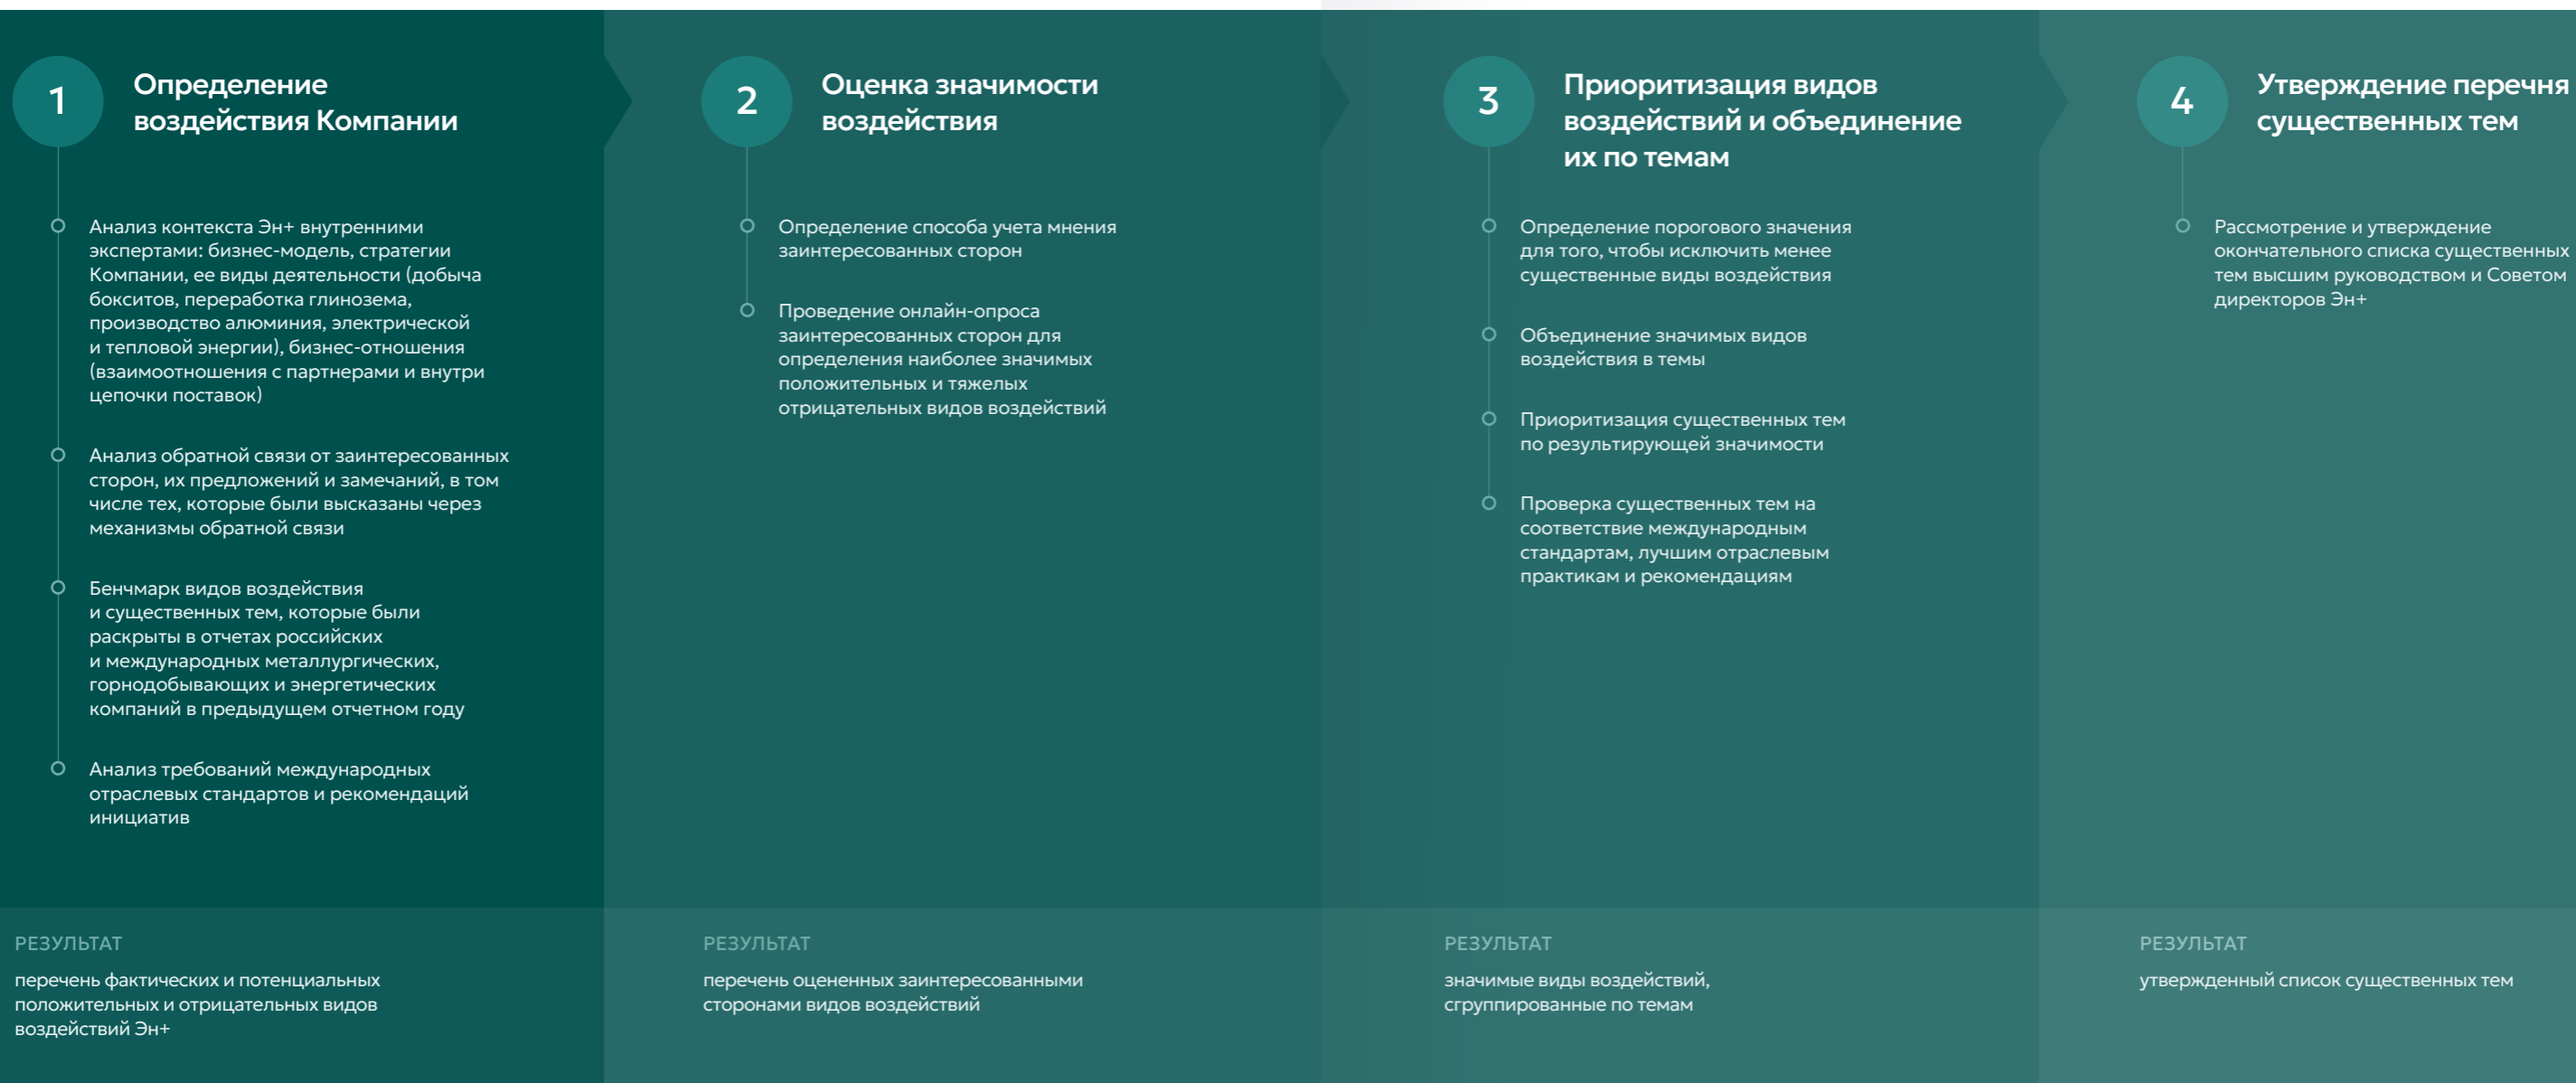 1
Определение
воздействия Компании
Анализ контекста Эн+ внутренними
экспертами: бизнес-модель, стратегии
Компании, ее виды деятельности (добыча
бокситов, переработка глинозема,
производство алюминия, электрической
и тепловой энергии), бизнес-отношения
(взаимоотношения с партнерами и внутри
цепочки поставок)
Анализ обратной связи от заинтересованных
сторон, их предложений и замечаний, в том
числе тех, которые были высказаны через
механизмы обратной связи
Бенчмарк видов воздействия
и существенных тем, которые были
раскрыты в отчетах российских
и международных металлургических,
горнодобывающих и энергетических
компаний в предыдущем отчетном году
Анализ требований международных
отраслевых стандартов и рекомендаций
инициатив
РЕЗУЛЬТАТ
перечень фактических и потенциальных
положительных и отрицательных видов
воздействий Эн+
2
Оценка значимости
воздействия
Определение способа учета мнения
заинтересованных сторон
Проведение онлайн-опроса
заинтересованных сторон для
определения наиболее значимых
положительных и тяжелых
отрицательных видов воздействий
РЕЗУЛЬТАТ
перечень оцененных заинтересованными
сторонами видов воздействий
3
Приоритизация видов
воздействий и объединение
их по темам
Определение порогового значения
для того, чтобы исключить менее
существенные виды воздействия
Объединение значимых видов
воздействия в темы
Приоритизация существенных тем
по результирующей значимости
Проверка существенных тем на
соответствие международным
стандартам, лучшим отраслевым
практикам и рекомендациям
РЕЗУЛЬТАТ
значимые виды воздействий,
сгруппированные по темам
4
Утверждение перечня
существенных тем
Рассмотрение и утверждение
окончательного списка существенных
тем высшим руководством и Советом
директоров Эн+
РЕЗУЛЬТАТ
утвержденный список существенных тем